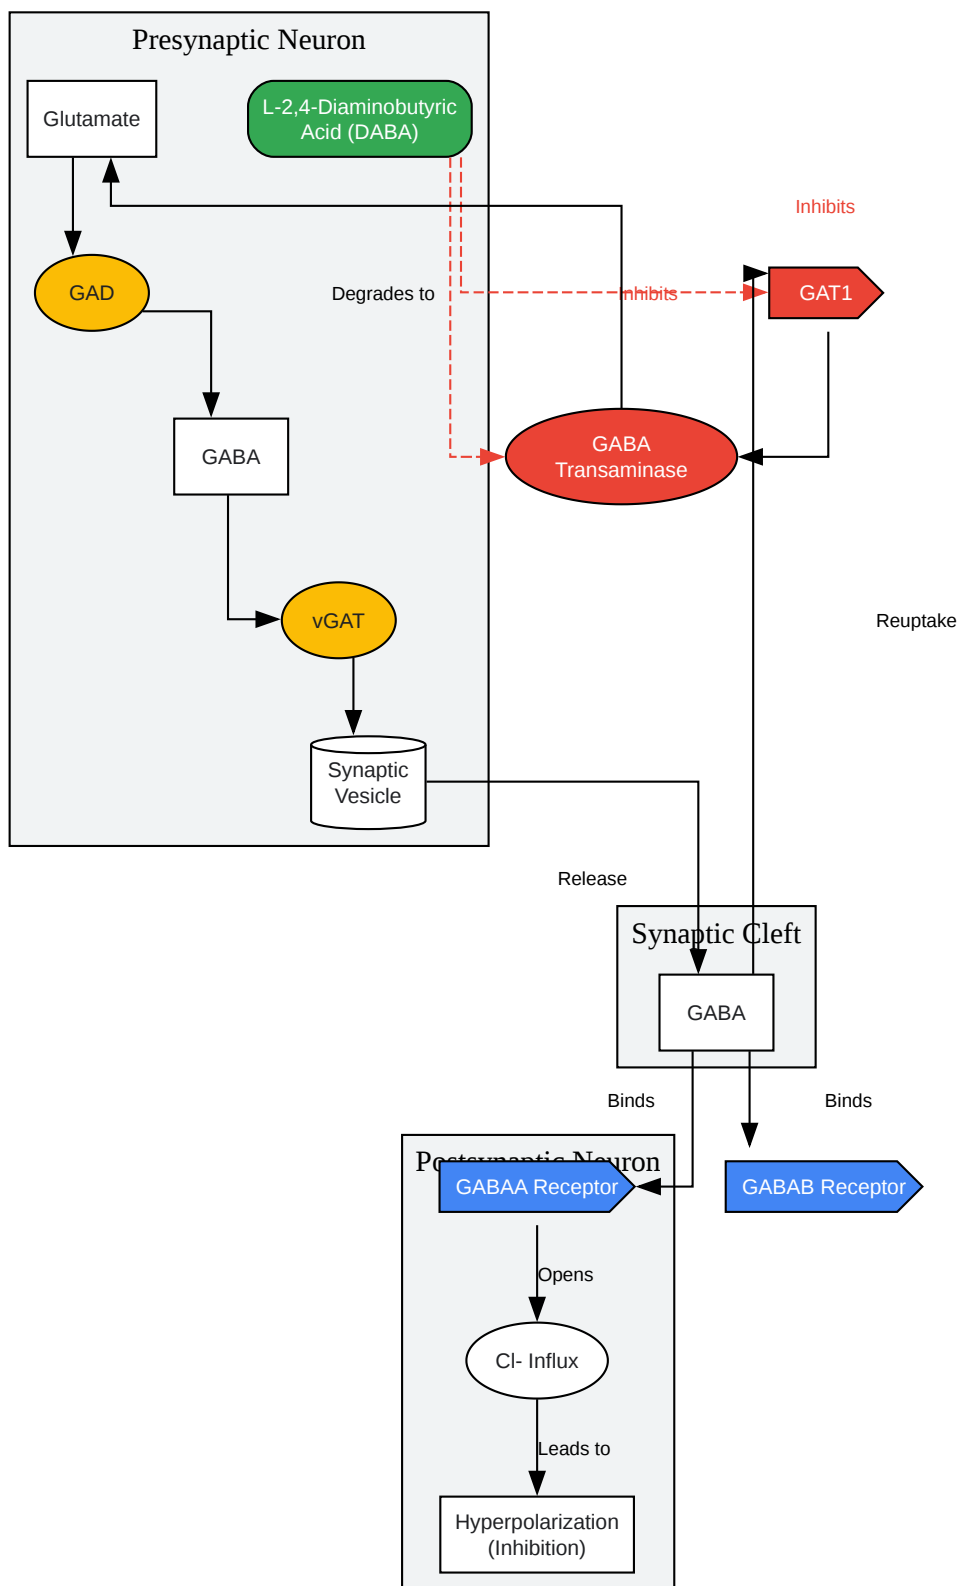 Presynaptic Neuron
Glutamate
L-2,4-Diaminobutyric
Acid (DABA)
Inhibits
GAD
Degrades to
Inhibits
GAT1
GABA
GABA
Transaminase
vGAT
Reuptake
Synaptic
Vesicle
Release
Synaptic Cleft
GABA
Binds
Binds
Postsynaptic Neuron
GABAA Receptor
GABAB Receptor
Opens
Cl- Influx
Leads to
Hyperpolarization
(Inhibition)